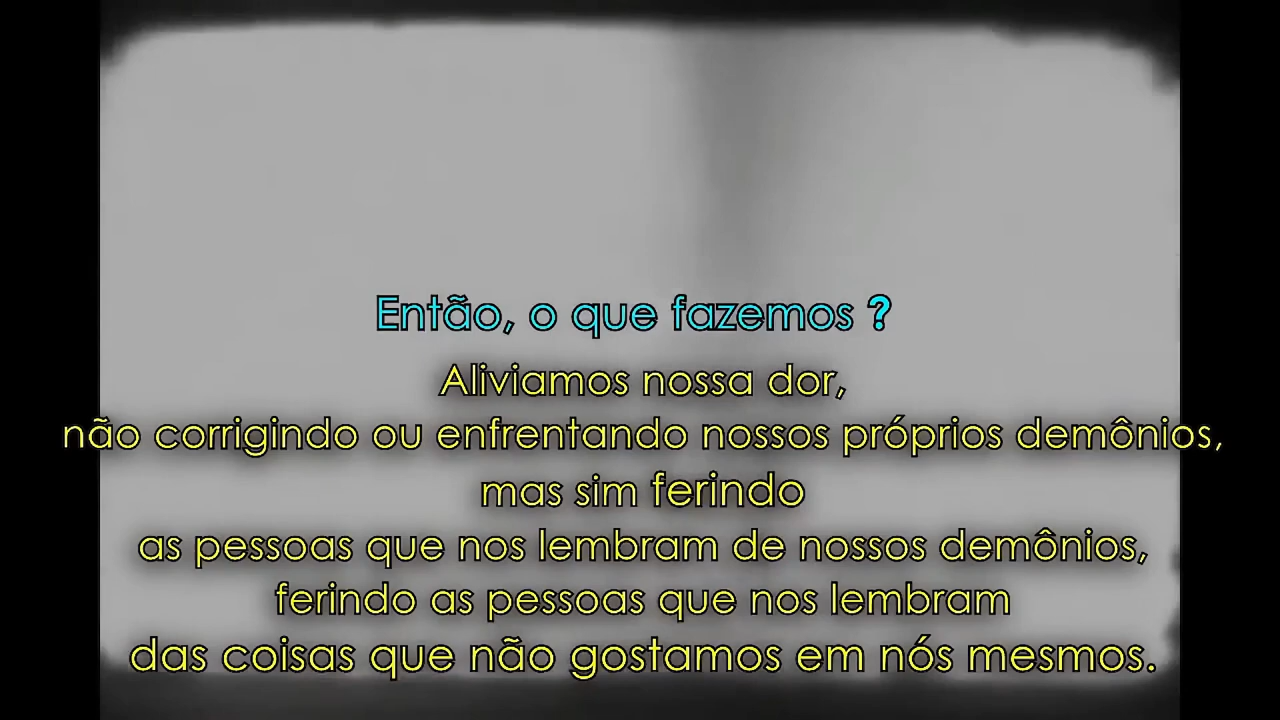 Então, o que fazemos ?
Aliviamos nossa dor,
não corrigindo ou enfrentando nossos próprios demônios,
mas sim ferindo
as pessoas que nos lembram de nossos demônios,
ferindo as pessoas que nos lembram
das coisas que não gostamos em nós mesmos.